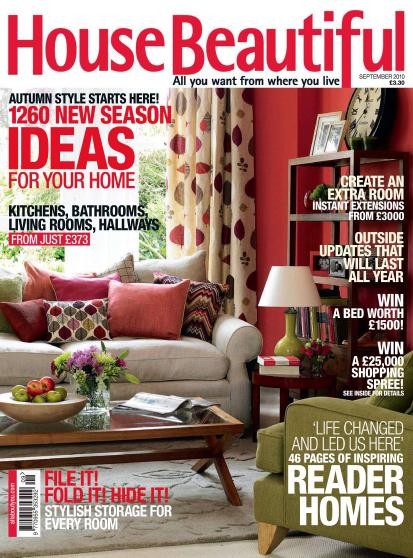 House Beautiful
All you want from where you live
SEPTEMBER 2010
£3.30
AUTUMN STYLE STARTS HERE!
1260 NEW SEASON
IDEAS
FOR YOUR HOME
KITCHENS, BATHROOMS,
LIVING ROOMS, HALLWAYS
FROM JUST £373
CREATE AN
EXTRA ROOM
INSTANT EXTENSIONS
FROM £3000
OUTSIDE
UPDATES THAT
WILL LAST
ALL YEAR
WIN
A BED WORTH
£1500!
WIN
A £25,000
SHOPPING
SPREE!
SEE INSIDE FOR DETAILS
'LIFE CHANGED
AND LED US HERE'
46 PAGES OF INSPIRING
READER
HOMES
FILE IT!
FOLD IT! HIDE IT!
STYLISH STORAGE FOR
EVERY ROOM
09